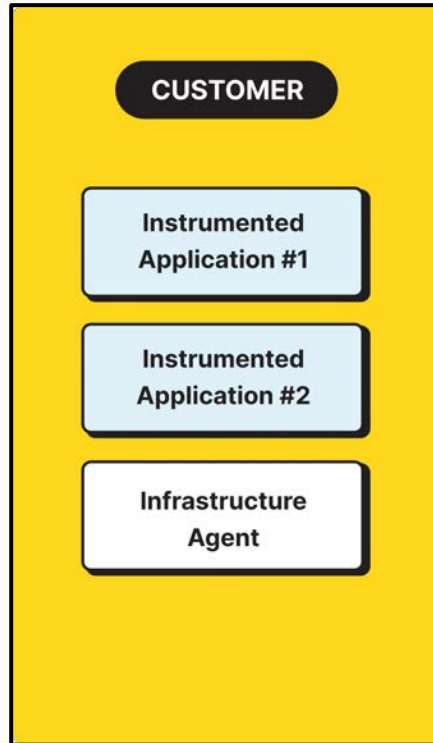 CUSTOMER
Instrumented
Application #1
Instrumented
Application #2
Infrastructure
Agent